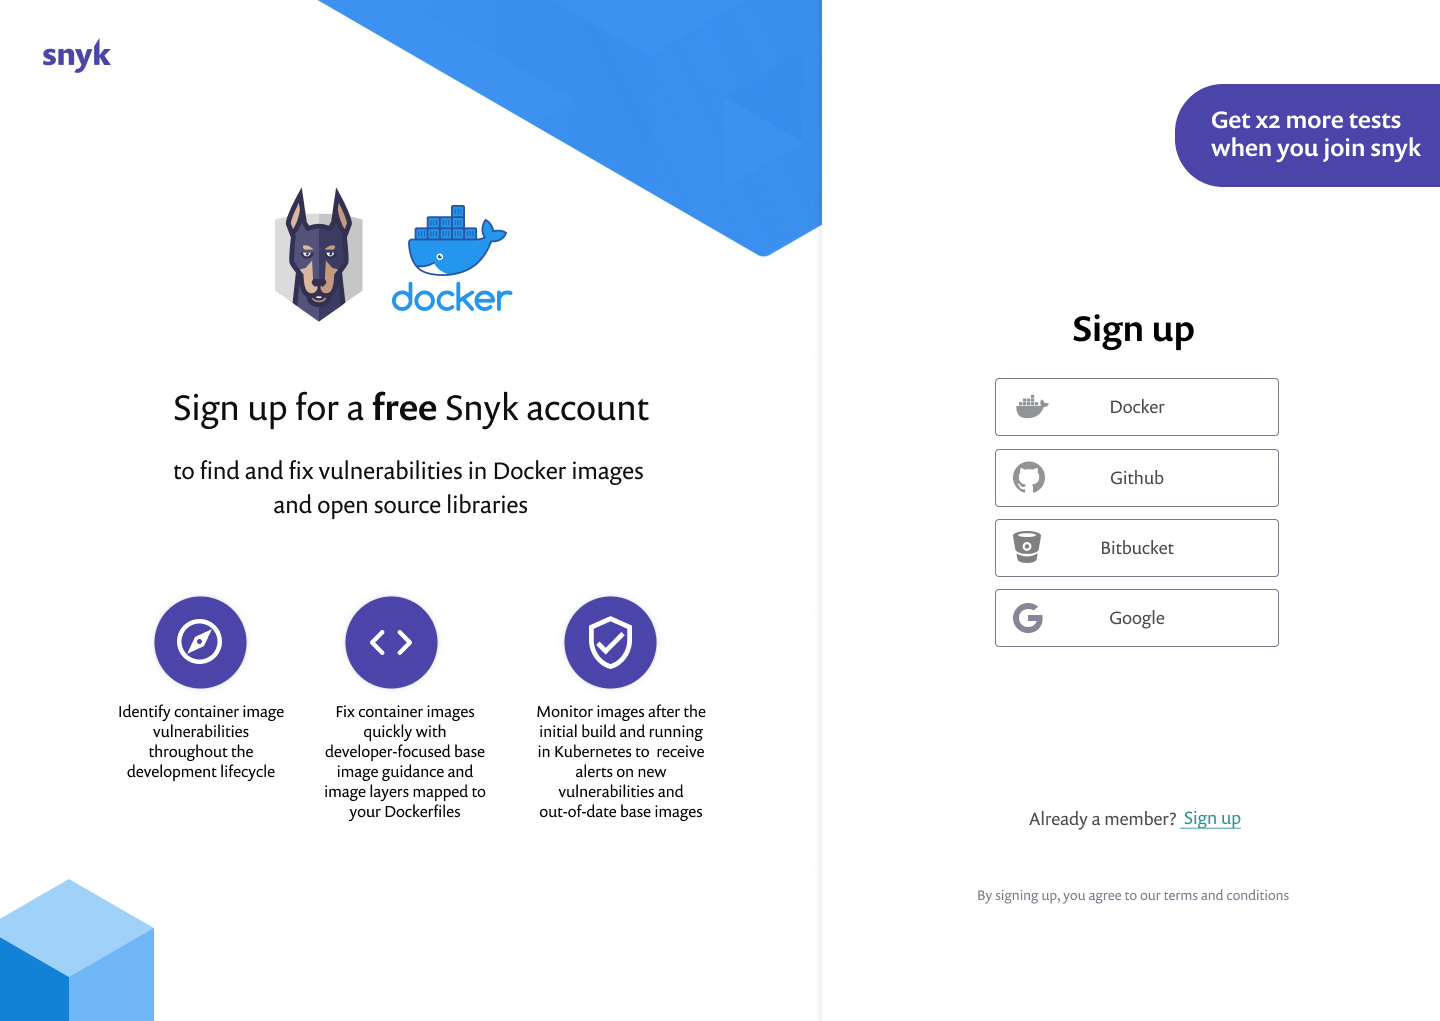 snyk
docker
Sign up for a free Snyk account
to find and fix vulnerabilities in Docker images
and open source libraries
Identify container image
vulnerabilities
throughout the
development lifecycle
Fix container images
quickly with
developer-focused base
image guidance and
image layers mapped to
your Dockerfiles
Monitor images after the
initial build and running
in Kubernetes to  receive
alerts on new
vulnerabilities and
out-of-date base images
Get x2 more tests
when you join snyk
Sign up
Docker
Github
Bitbucket
Google
Already a member? Sign up
By signing up, you agree to our terms and conditions